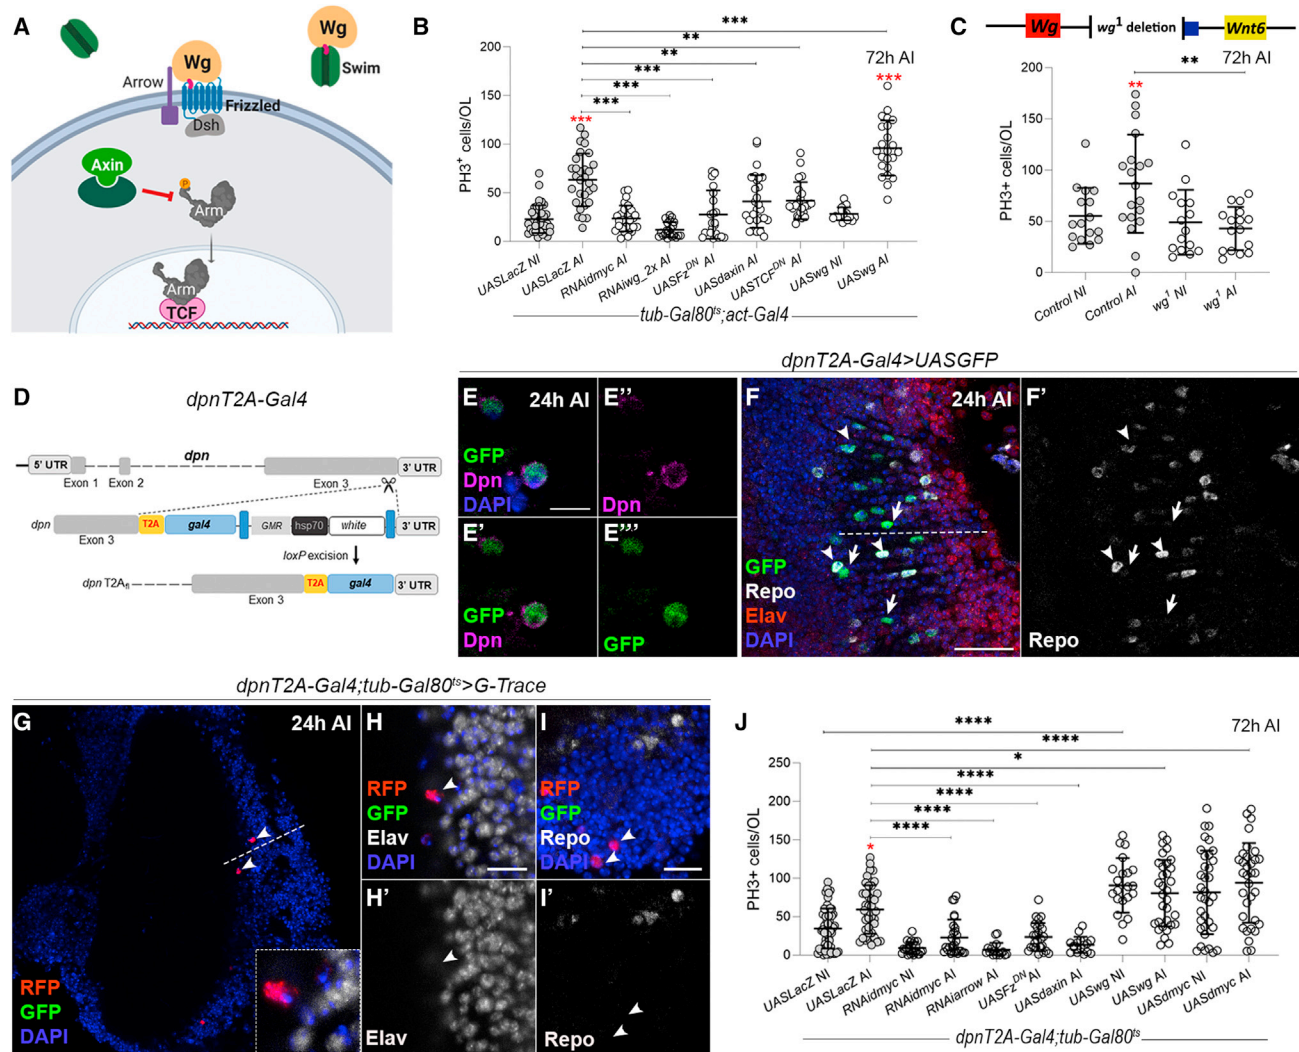 A
Wg
Wg
Swim
Arrow
Frizzled
Dsh
Axin
P
Arm
Arm
TCF
B
72h AI
PH3+ cells/OL
200
150
100
50
0
***
**
**
***
***
***
***
***
UASLacZ NI
UASLacZ AI
RNAidmyc AI
RNAiwg_2x AI
UASFzDN AI
UASdaxin AI
USTCFDN AI
UASwg NI
UASwg AI
tub-Gal80ts;act-Gal4
C
Wg
wg1 deletion
Wnt6
72h AI
PH3+ cells/OL
200
150
100
50
0
**
**
Control NI
Control AI
wg1 NI
wg1 AI
D
dpnT2A-Gal4
5' UTR
dpn
3' UTR
Exon 1
Exon 2
Exon 3
dpn
T2A
gal4
GMR
hsp70
white
3' UTR
Exon 3
loxP excision
dpn T2Afl
T2A
gal4
3' UTR
Exon 3
dpnT2A-Gal4>UASGFP
E
24h AI
GFP
Dpn
DAPI
E''
Dpn
E'
GFP
Dpn
E'''
GFP
F
24h AI
GFP
Repo
Elav
DAPI
F'
Repo
dpnT2A-Gal4;tub-Gal80ts>G-Trace
G
24h AI
RFP
GFP
DAPI
H
RFP
GFP
Elav
DAPI
H'
Elav
I
RFP
GFP
Repo
DAPI
I'
Repo
J
72h AI
PH3+ cells/OL
250
200
150
100
50
0
****
****
*
****
****
****
****
*
UASLacZ NI
UASLacZ AI
RNAidmyc NI
RNAidmyc AI
RNAiarrow AI
UASFzDN AI
UASdaxin AI
UASwg NI
UASwg AI
UASdmyc NI
UASdmyc AI
dpnT2A-Gal4;tub-Gal80ts